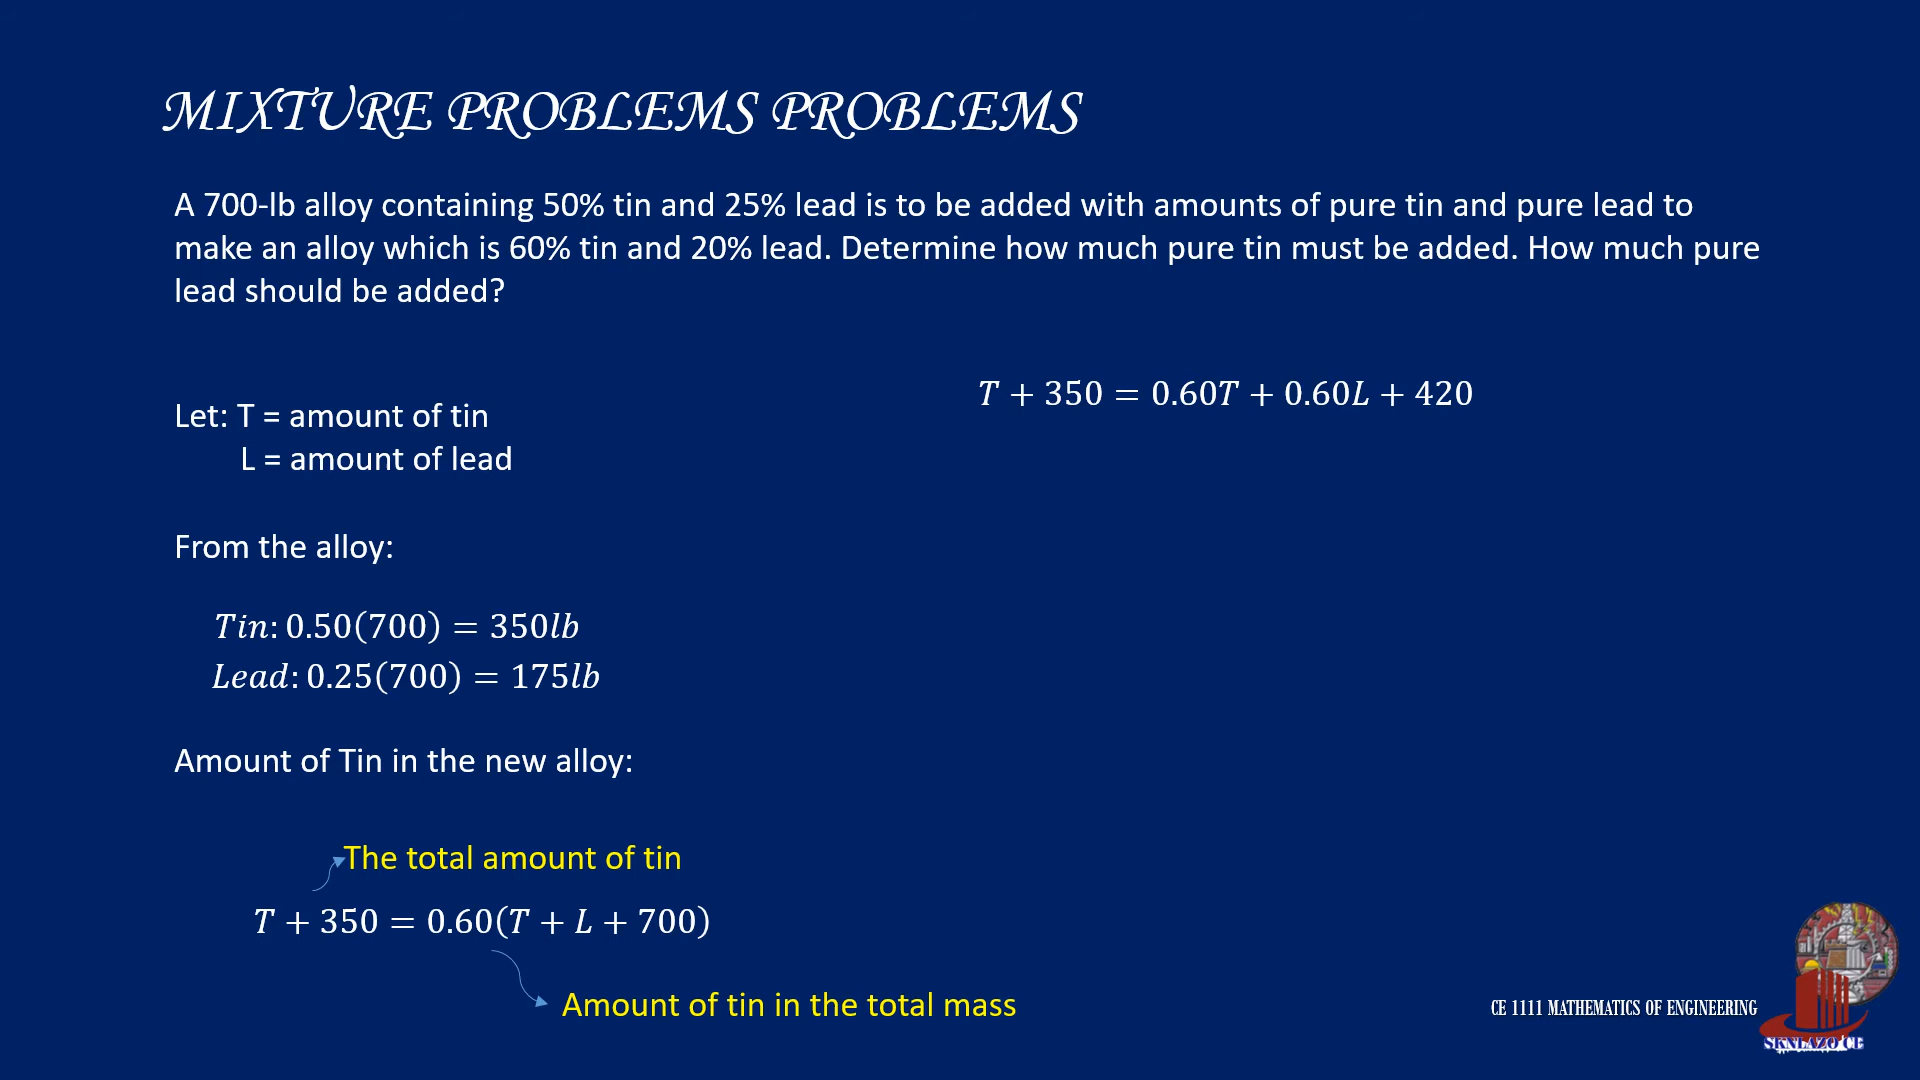 MIXTURE PROBLEMS PROBLEMS
A 700-lb alloy containing 50% tin and 25% lead is to be added with amounts of pure tin and pure lead to
make an alloy which is 60% tin and 20% lead. Determine how much pure tin must be added. How much pure
lead should be added?
Let: T = amount of tin
L = amount of lead
From the alloy:
Tin: 0.50(700) = 350lb
Lead: 0.25(700) = 175lb
Amount of Tin in the new alloy:
The total amount of tin
T + 350 = 0.60(T + L + 700)
Amount of tin in the total mass
T + 350 = 0.60T + 0.60L + 420
CE 1111 MATHEMATICS OF ENGINEERING
SKNLAZO CE